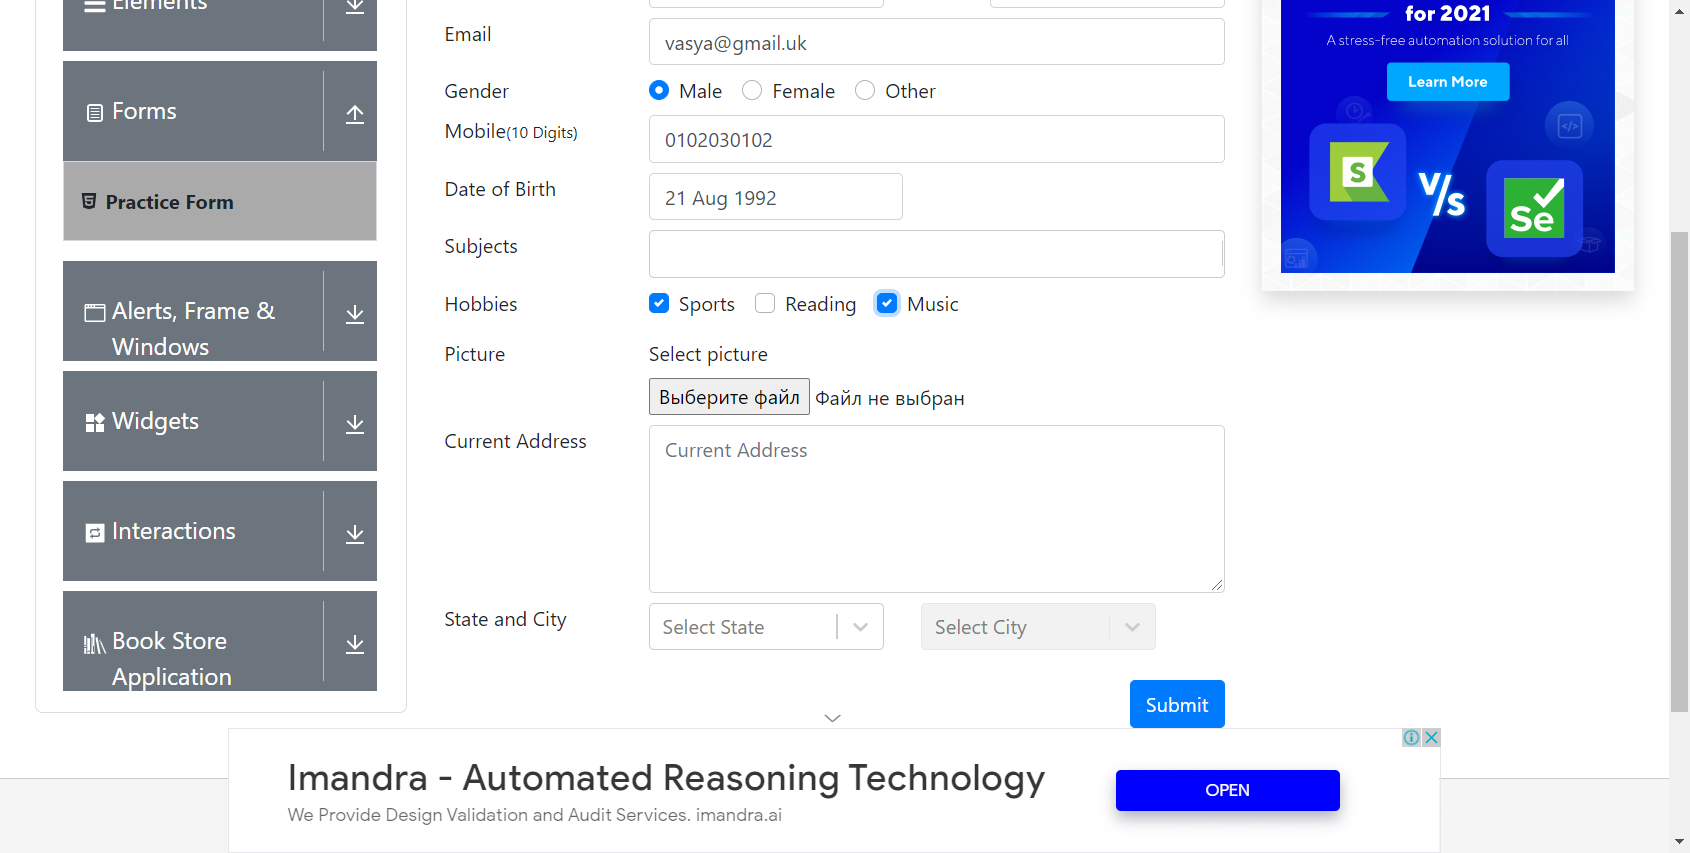 Elements
Forms
Practice Form
Alerts, Frame &
Windows
Widgets
Interactions
Book Store
Application
Email
vasya@gmail.uk
Gender
Male Female Other
Mobile(10 Digits)
0102030102
Date of Birth
21 Aug 1992
Subjects
Hobbies
Sports Reading Music
Picture
Select picture
Выберите файл Файл не выбран
Current Address
Current Address
State and City
Select State Select City
Submit
for 2021
A stress-free automation solution for all
Learn More
S
V/S
Se
</>
Imandra - Automated Reasoning Technology
We Provide Design Validation and Audit Services. imandra.ai
OPEN